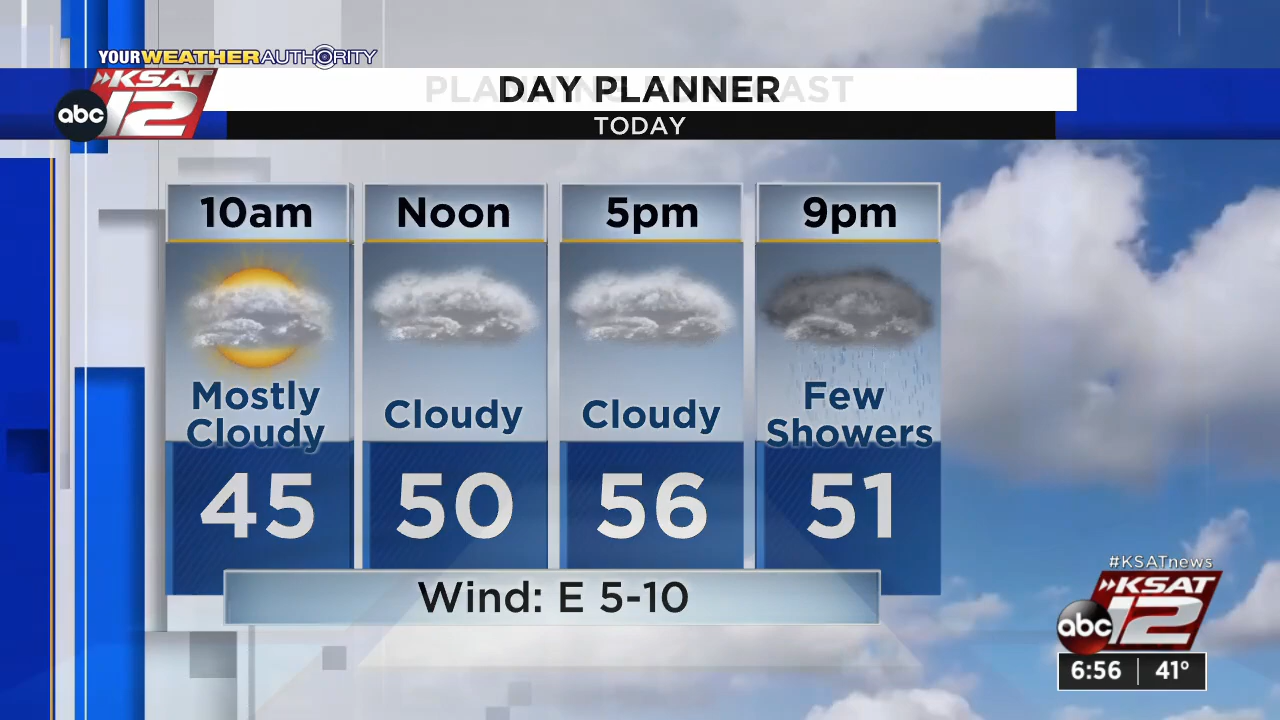 YOURWEATHERAUTHORITY
KSAT
abc 12
DAY PLANNER
TODAY
10am Noon 5pm 9pm
Mostly
Cloudy
Cloudy
Cloudy
Few
Showers
45 50 56 51
Wind: E 5-10
#KSATnews
KSAT
abc 12
6:56 41°